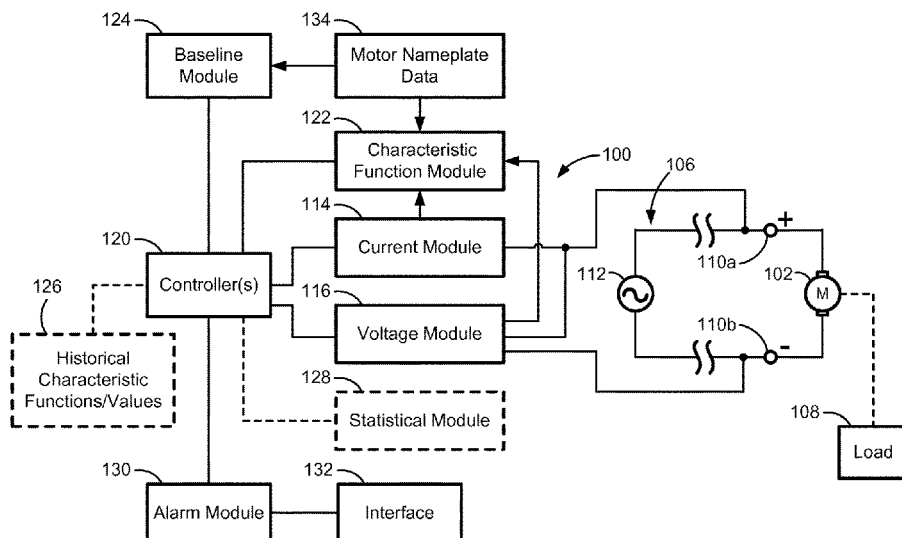 124
Baseline
Module
134
Motor Nameplate
Data
122
Characteristic
Function Module
100
106
114
Current Module
120
Controller(s)
116
Voltage Module
126
Historical
Characteristic
Functions/Values
128
Statistical Module
130
Alarm Module
132
Interface
112
+
110a
102
M
110b
-
108
Load